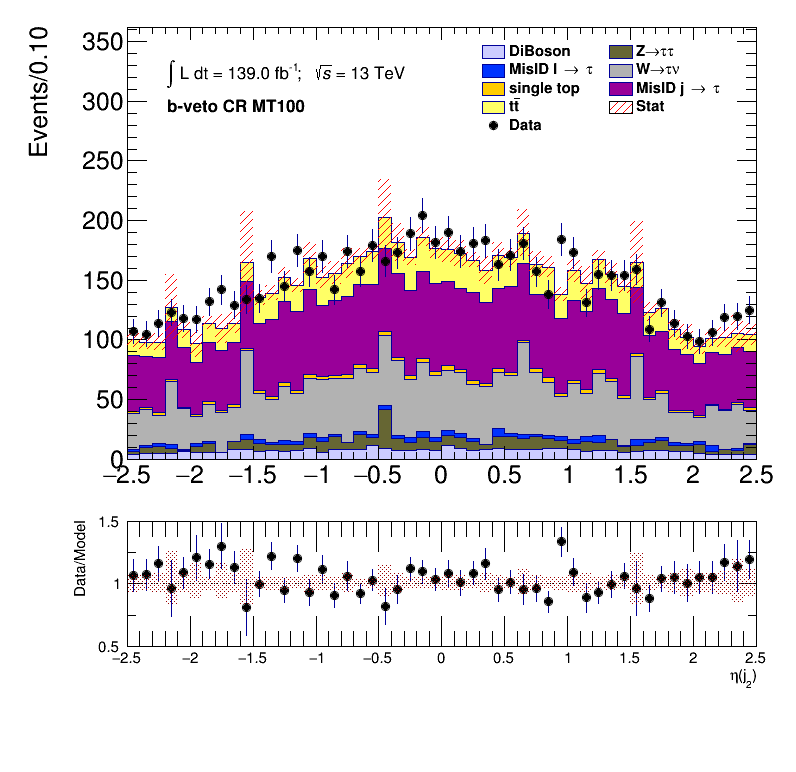 Events/0.10
350
300
250
200
150
100
50
0
∫ L dt = 139.0 fb⁻¹; √s = 13 TeV
b-veto CR MT100
DiBoson
Z→ττ
MisID l → τ
W→τν
single top
MisID j → τ
tt̄
Stat
Data
−2.5 −2 −1.5 −1 −0.5 0 0.5 1 1.5 2 2.5
Data/Model
1.5
1
0.5
−2.5 −2 −1.5 −1 −0.5 0 0.5 1 1.5 2 2.5
η(j₂)